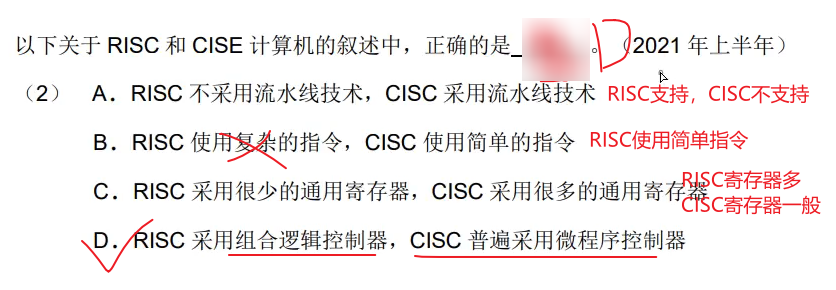 以下关于 RISC 和 CISE 计算机的叙述中，正确的是_ 。 D （2021 年上半年）
（2） A．RISC 不采用流水线技术，CISC 采用流水线技术 RISC支持，CISC不支持
B．RISC 使用复杂的指令，CISC 使用简单的指令 RISC使用简单指令
C．RISC 采用很少的通用寄存器，CISC 采用很多的通用寄存器 RISC寄存器多
CISC寄存器一般
D．RISC 采用组合逻辑控制器，CISC 普遍采用微程序控制器